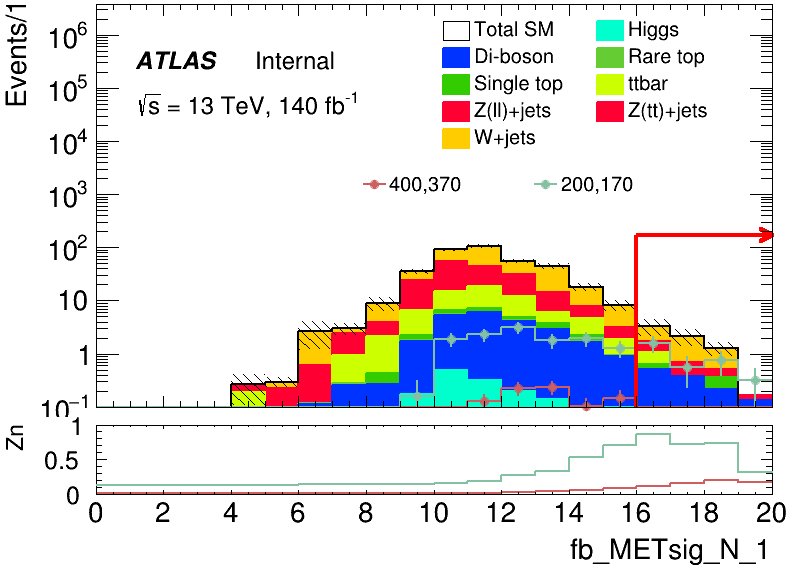 Events/1
10⁶
10⁵
10⁴
10³
10²
10
1
10⁻¹
ATLAS Internal
√s = 13 TeV, 140 fb⁻¹
Total SM
Higgs
Di-boson
Rare top
Single top
ttbar
Z(ll)+jets
Z(tt)+jets
W+jets
400,370
200,170
Zn
1
0.5
0
0 2 4 6 8 10 12 14 16 18 20
fb_METsig_N_1